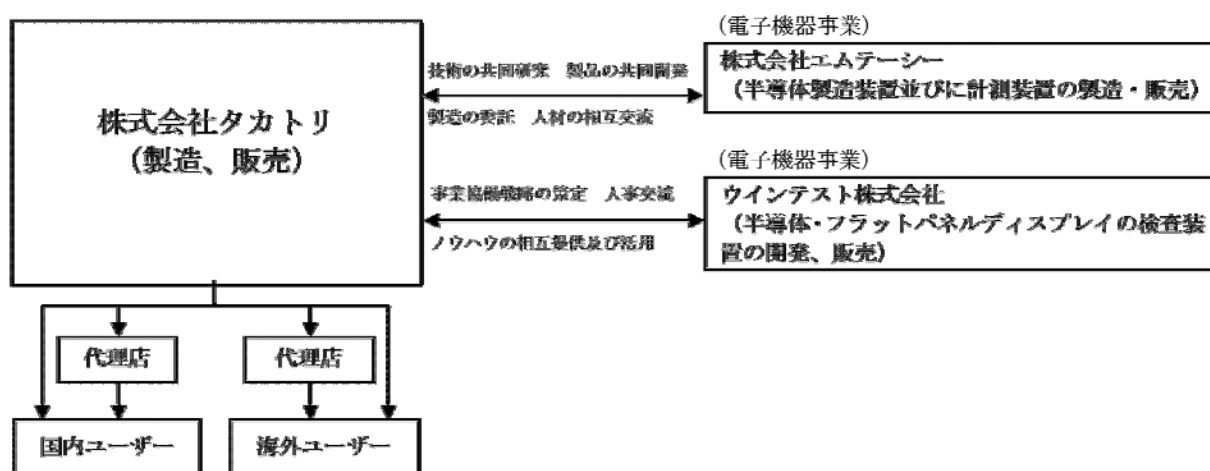 株式会社タカトリ
(製造、販売)
技術の共同研究 製品の共同開発
製造の委託 人材の相互交流
(電子機器事業)
株式会社エムテーシー
(半導体製造装置並びに計測装置の製造・販売)
事業協働戦略の策定 人事交流
ノウハウの相互提供及び活用
(電子機器事業)
ウインテスト株式会社
(半導体・フラットパネルディスプレイの検査装
置の開発、販売)
代理店
代理店
国内ユーザー
海外ユーザー